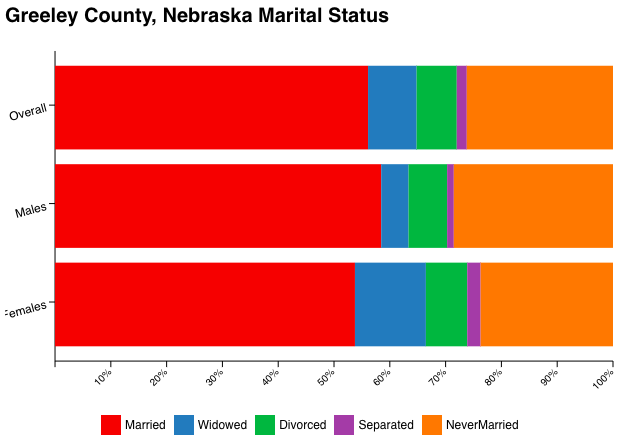 Greeley County, Nebraska Marital Status
Overall
Males
Females
10% 20% 30% 40% 50% 60% 70% 80% 90% 100%
Married Widowed Divorced Separated NeverMarried